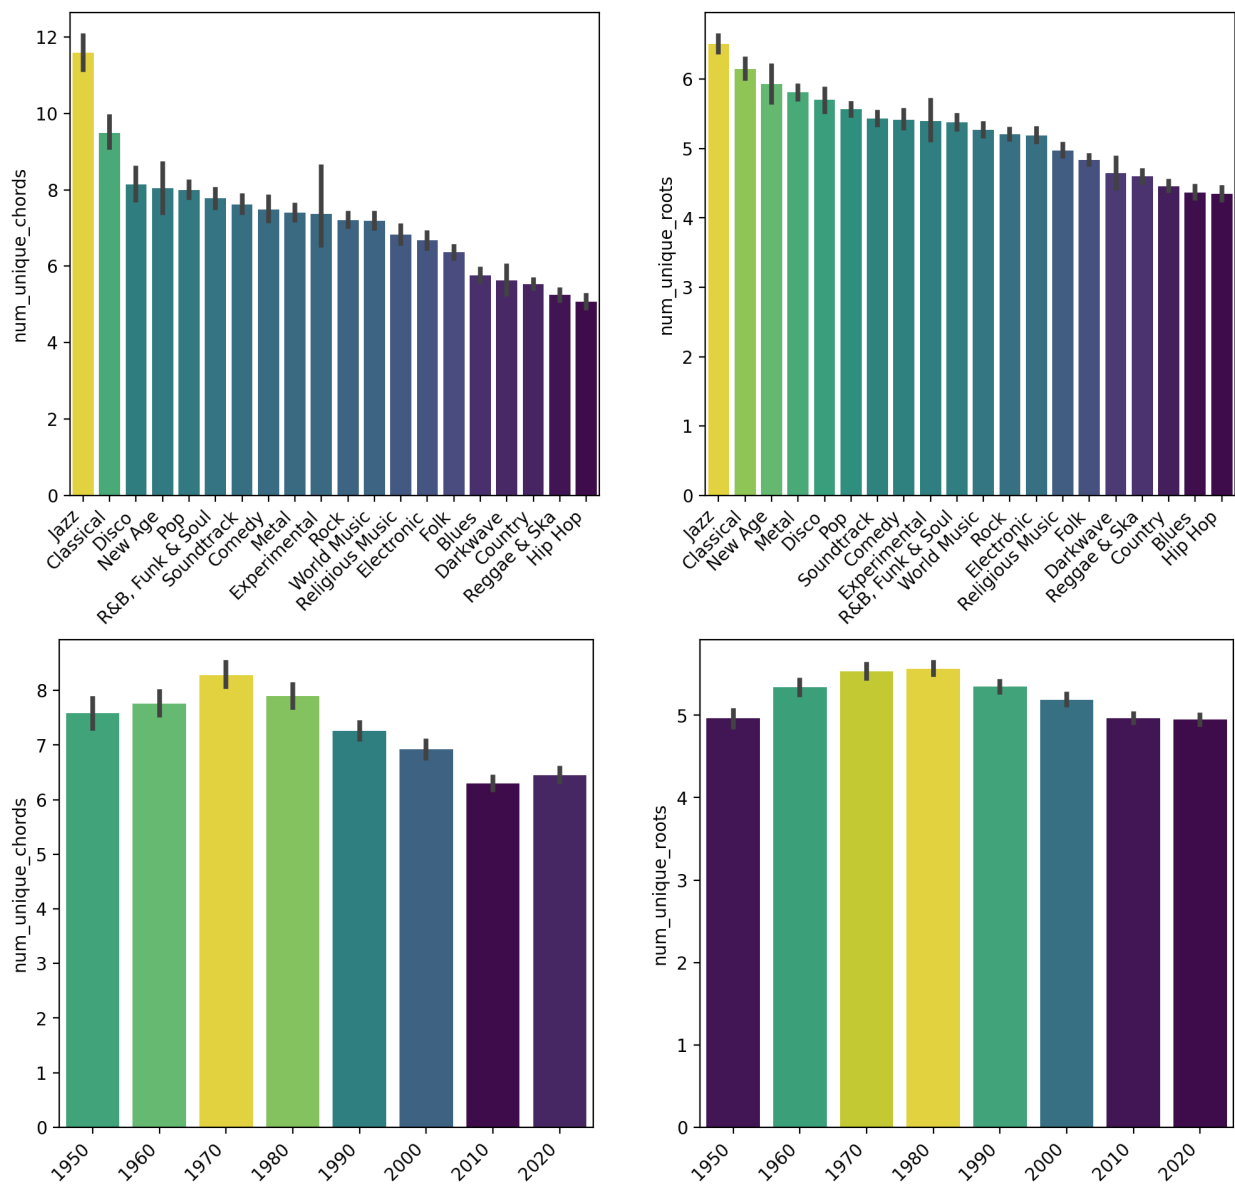 num_unique_chords
12
10
8
6
4
2
0
Jazz
Classical
Disco
New Age
Pop
R&B, Funk & Soul
Soundtrack
Comedy
Metal
Experimental
Rock
World Music
Religious Music
Electronic
Folk
Blues
Darkwave
Country
Reggae & Ska
Hip Hop
num_unique_roots
6
5
4
3
2
1
0
Jazz
Classical
New Age
Metal
Disco
Pop
Soundtrack
Comedy
Experimental
R&B, Funk & Soul
World Music
Rock
Electronic
Religious Music
Folk
Darkwave
Reggae & Ska
Country
Blues
Hip Hop
num_unique_chords
8
7
6
5
4
3
2
1
0
1950
1960
1970
1980
1990
2000
2010
2020
num_unique_roots
5
4
3
2
1
0
1950
1960
1970
1980
1990
2000
2010
2020